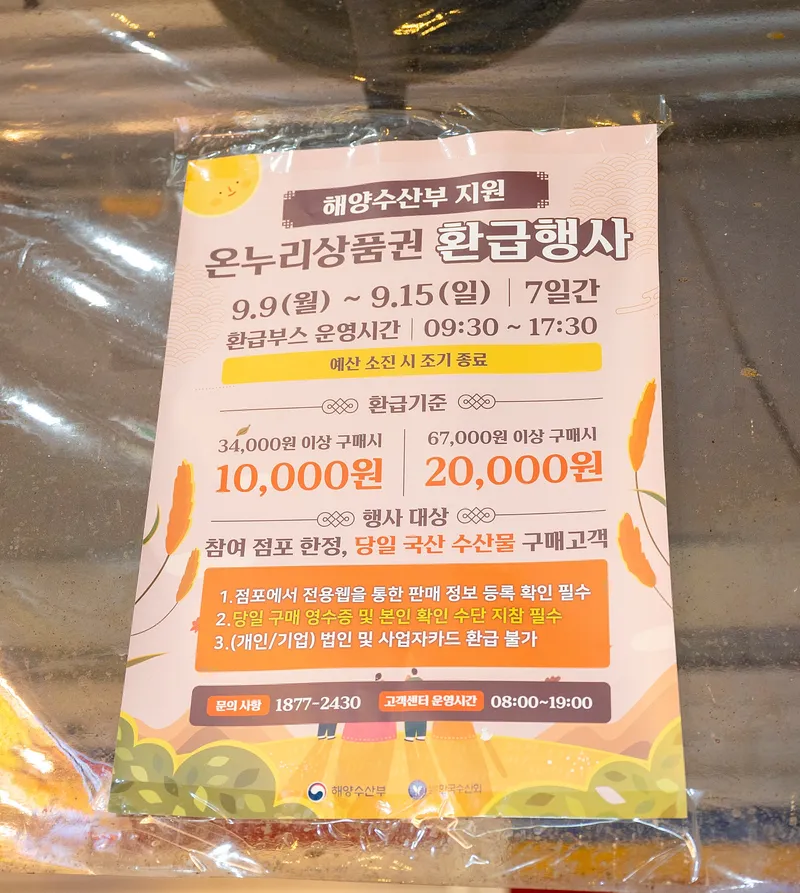 해양수산부 지원
온누리상품권 환급행사
9.9(월) ~ 9.15(일) | 7일간
환급부스 운영시간 | 09:30 ~ 17:30
예산 소진 시 조기 종료
환급기준
34,000원 이상 구매시
10,000원
67,000원 이상 구매시
20,000원
행사 대상
참여 점포 한정, 당일 국산 수산물 구매고객
1.점포에서 전용웹을 통한 판매 정보 등록 확인 필수
2.당일 구매 영수증 및 본인 확인 수단 지참 필수
3.(개인/기업) 법인 및 사업자카드 환급 불가
문의 사항 1877-2430 고객센터 운영시간 08:00~19:00
해양수산부 한국수산회